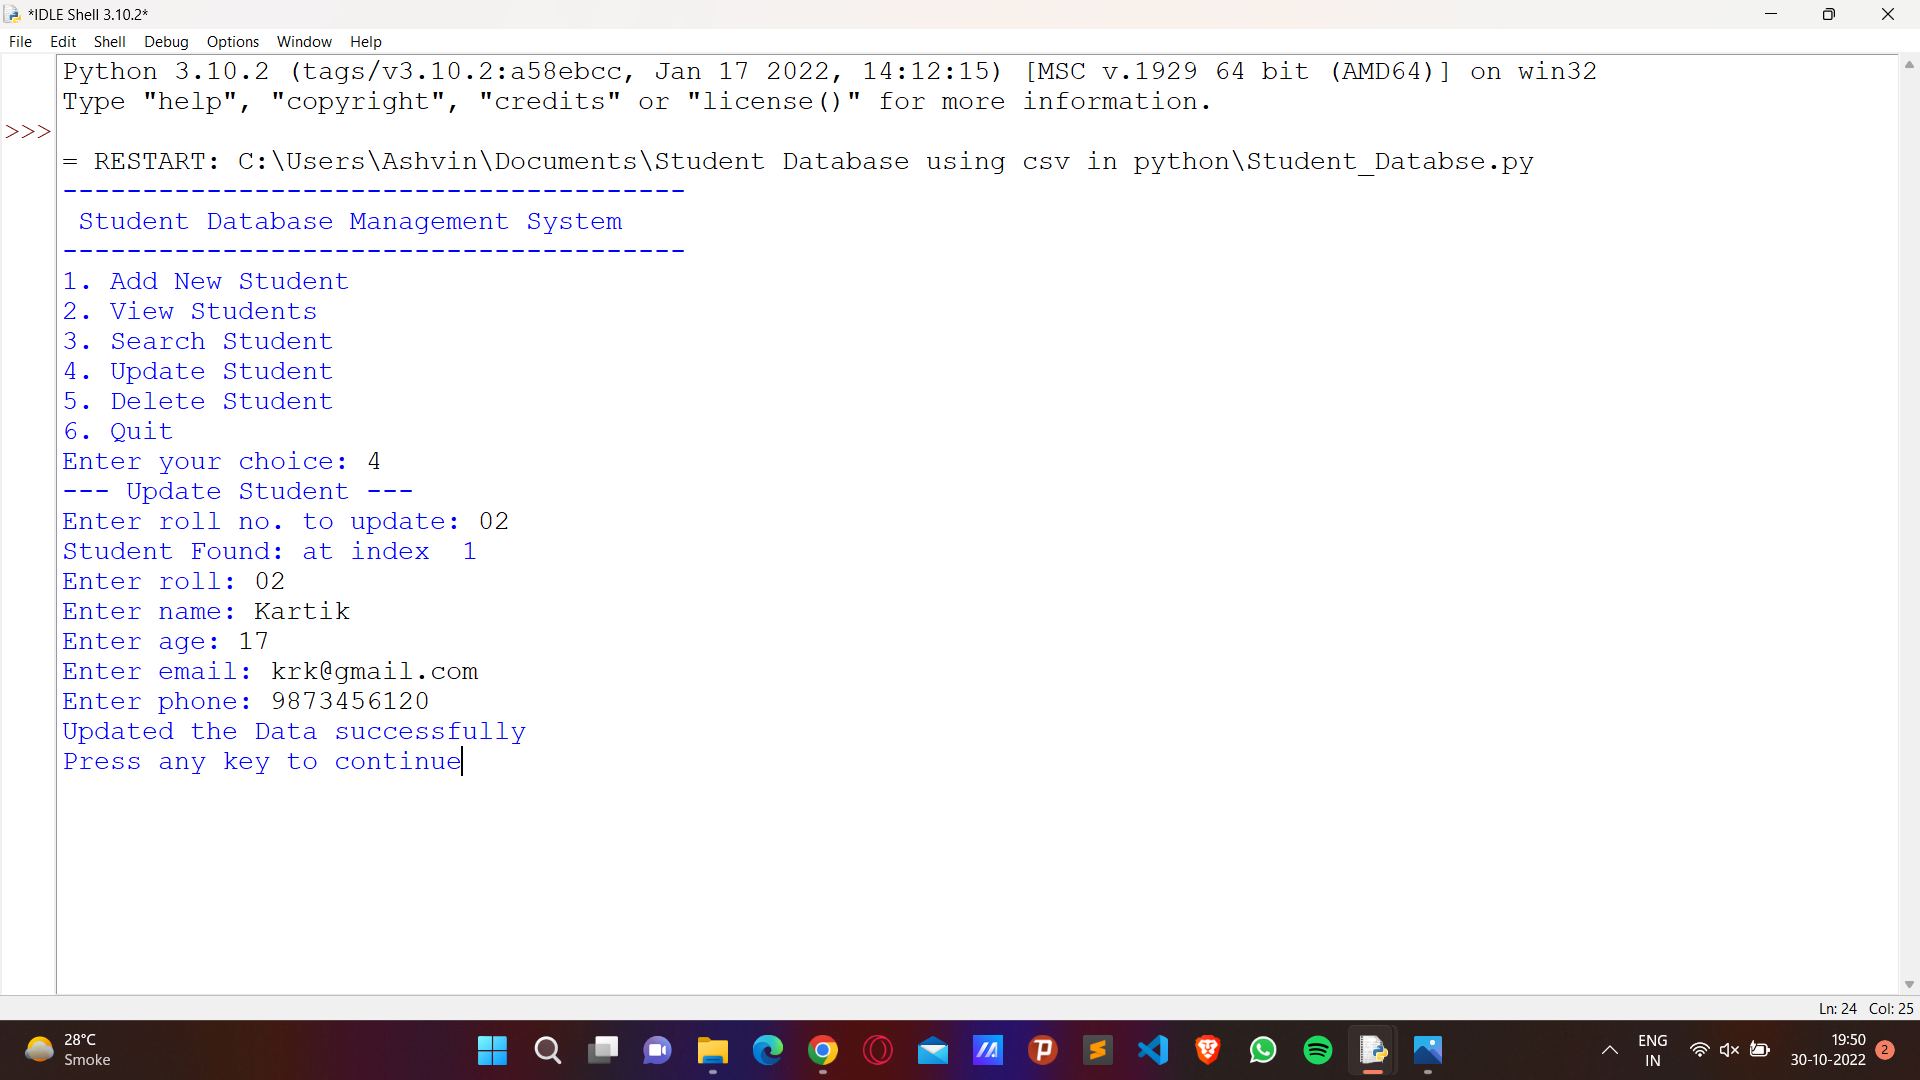 *IDLE Shell 3.10.2*
File Edit Shell Debug Options Window Help
Python 3.10.2 (tags/v3.10.2:a58ebcc, Jan 17 2022, 14:12:15) [MSC v.1929 64 bit (AMD64)] on win32
Type "help", "copyright", "credits" or "license()" for more information.
>>>
= RESTART: C:\Users\Ashvin\Documents\Student Database using csv in python\Student_Databse.py
---------------------------------------
 Student Database Management System
---------------------------------------
1. Add New Student
2. View Students
3. Search Student
4. Update Student
5. Delete Student
6. Quit
Enter your choice: 4
--- Update Student ---
Enter roll no. to update: 02
Student Found: at index  1
Enter roll: 02
Enter name: Kartik
Enter age: 17
Enter email: krk@gmail.com
Enter phone: 9873456120
Updated the Data successfully
Press any key to continue
Ln: 24 Col: 25
28°C
Smoke
ENG
IN
19:50
30-10-2022
2